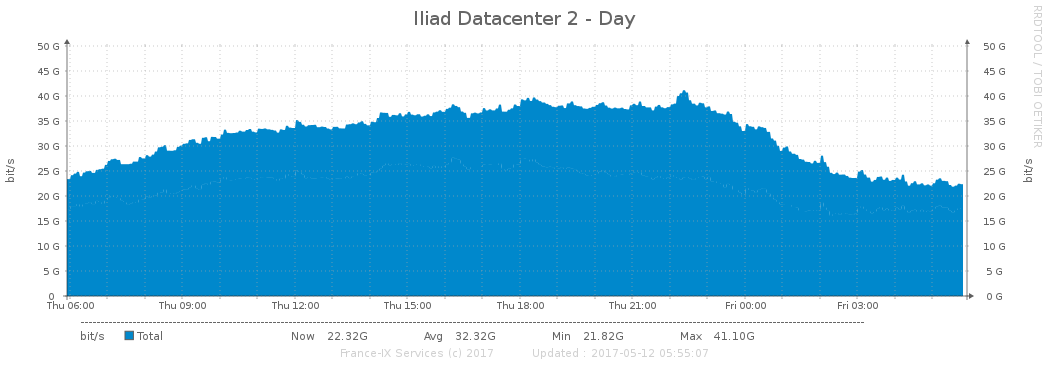 Iliad Datacenter 2 - Day
RRDTOOL / TOBI OETIKER
50 G 50 G
45 G 45 G
40 G 40 G
35 G 35 G
30 G 30 G
25 G 25 G
20 G 20 G
15 G 15 G
10 G 10 G
5 G 5 G
0 0 G
bit/s bit/s
Thu 06:00 Thu 09:00 Thu 12:00 Thu 15:00 Thu 18:00 Thu 21:00 Fri 00:00 Fri 03:00
bit/s Total Now 22.32G Avg 32.32G Min 21.82G Max 41.10G
France-IX Services (c) 2017 Updated : 2017-05-12 05:55:07